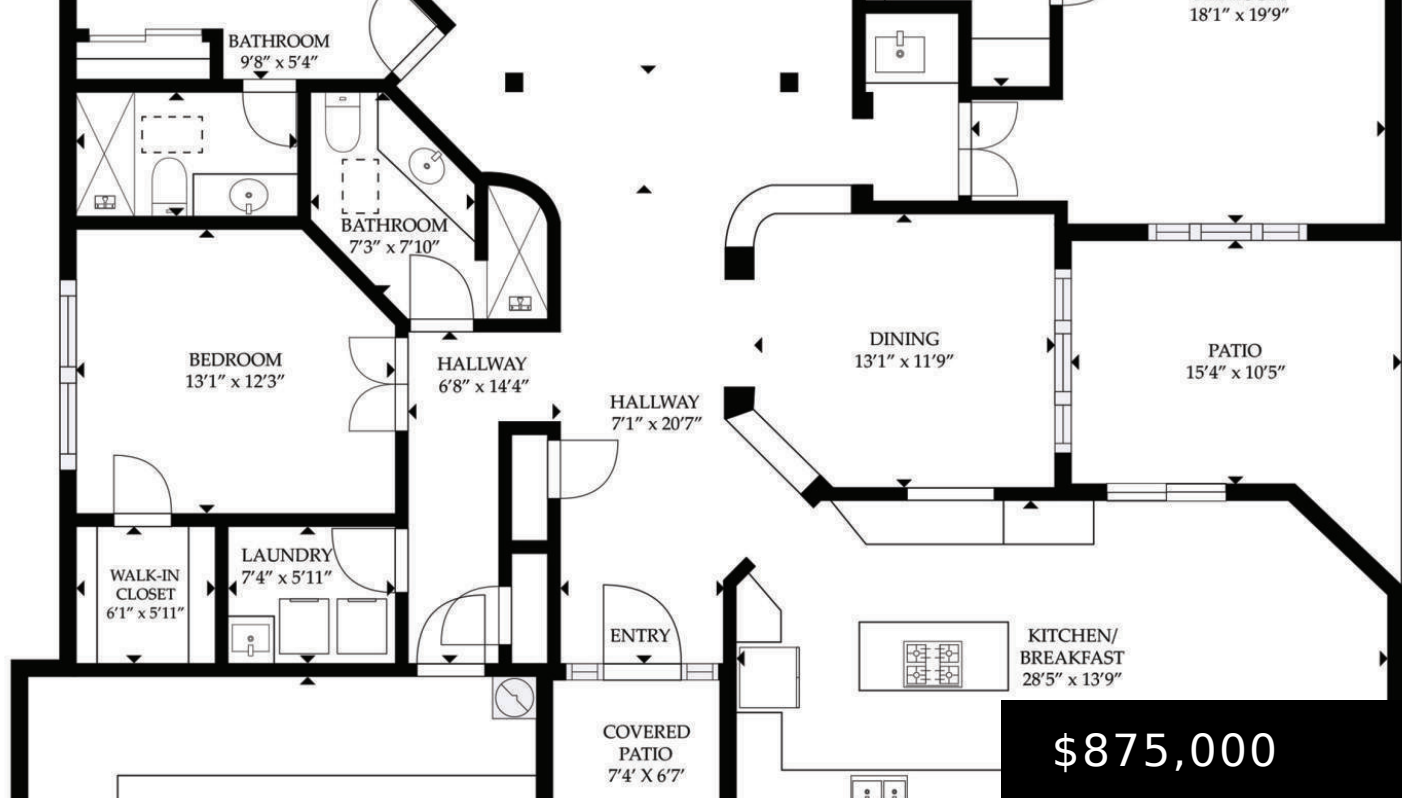 18'1" x 19'9"
BATHROOM
9'8" x 5'4"
BATHROOM
7'3" x 7'10"
BEDROOM
13'1" x 12'3"
HALLWAY
6'8" x 14'4"
HALLWAY
7'1" x 20'7"
DINING
13'1" x 11'9"
PATIO
15'4" x 10'5"
WALK-IN
CLOSET
6'1" x 5'11"
LAUNDRY
7'4" x 5'11"
ENTRY
KITCHEN/
BREAKFAST
28'5" x 13'9"
COVERED
PATIO
7'4' X 6'7'
$875,000